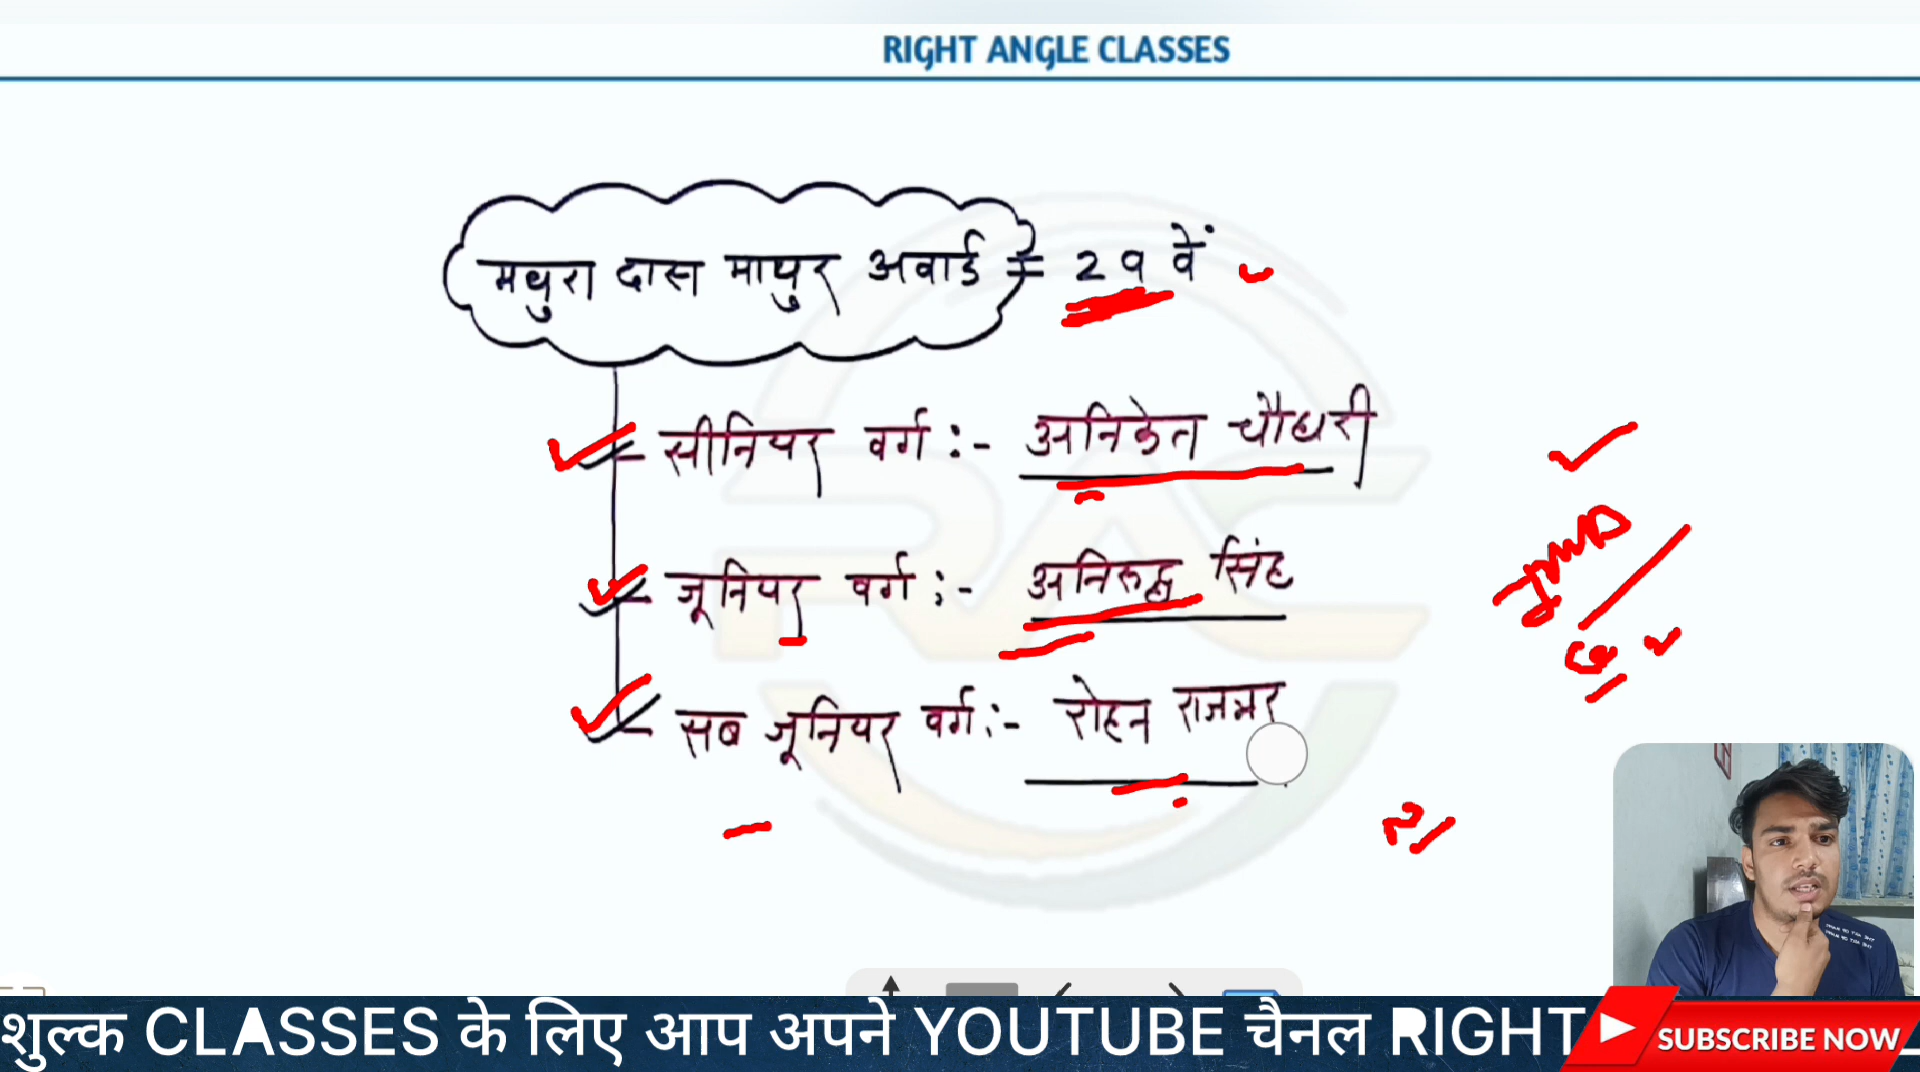 RIGHT ANGLE CLASSES
मथुरा दास माथुर अवार्ड = 29 वें
सीनियर वर्ग :- अनिकेत चौधरी
जूनियर वर्ग :- अनिरुद्ध सिंह
सब जूनियर वर्ग :- रोहन राजभर
शुल्क CLASSES के लिए आप अपने YOUTUBE चैनल RIGHT
SUBSCRIBE NOW